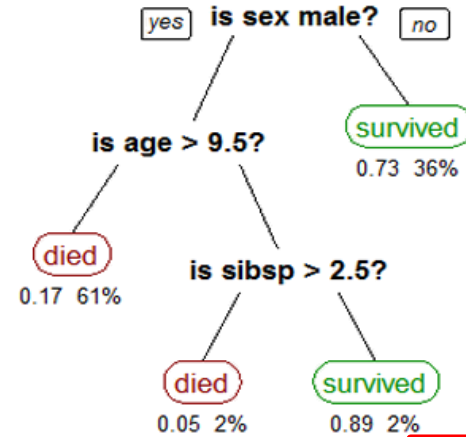 yes is sex male? no
is age > 9.5?
survived
0.73 36%
died
0.17 61%
is sibsp > 2.5?
died
survived
0.05 2%
0.89 2%